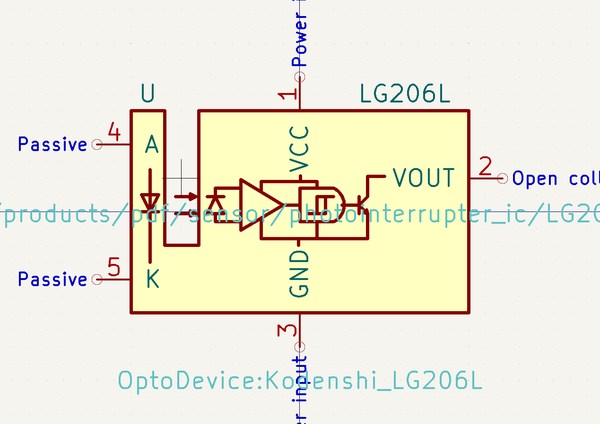 Power i
1
U
LG206L
VCC
Passive
4
A
VOUT
2
Open coll
/products/pdf/sensor/photointerrupter_ic/LG20
Passive
5
K
GND
3
OptoDevice:Kodenshi_LG206L
er input